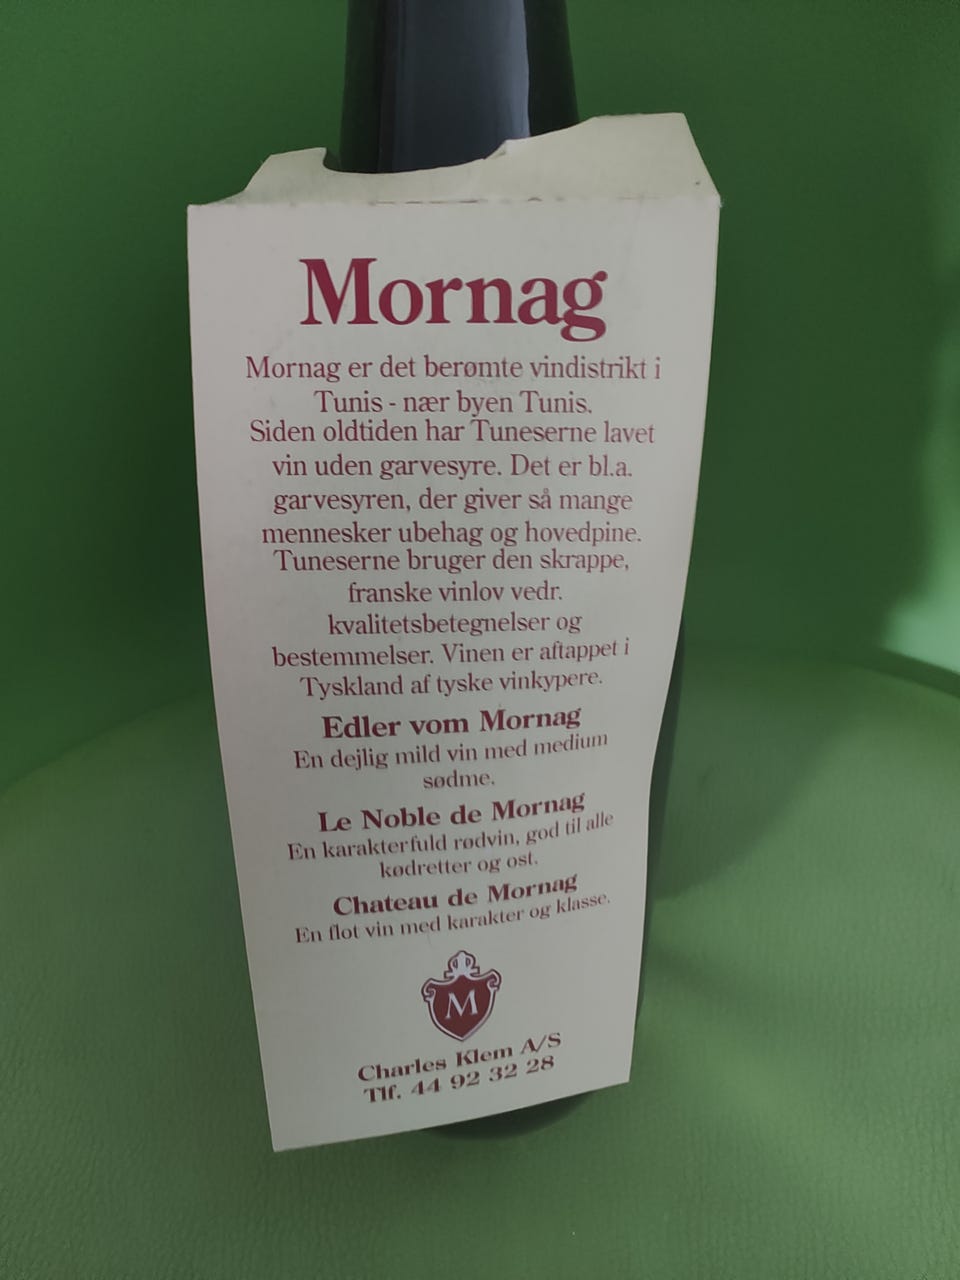 Mornag
Mornag er det berømte vindistrikt i
Tunis - nær byen Tunis.
Siden oldtiden har Tuneserne lavet
vin uden garvesyre. Det er bl.a.
garvesyren, der giver så mange
mennesker ubehag og hovedpine.
Tuneserne bruger den skrappe,
franske vinlov vedr.
kvalitetsbetegnelser og
bestemmelser. Vinen er aftappet i
Tyskland af tyske vinkypere.
Edler vom Mornag
En dejlig mild vin med medium
sødme.
Le Noble de Mornag
En karakterfuld rødvin, god til alle
kødretter og ost.
Chateau de Mornag
En flot vin med karakter og klasse.
M
Charles Klem A/S
Tlf. 44 92 32 28